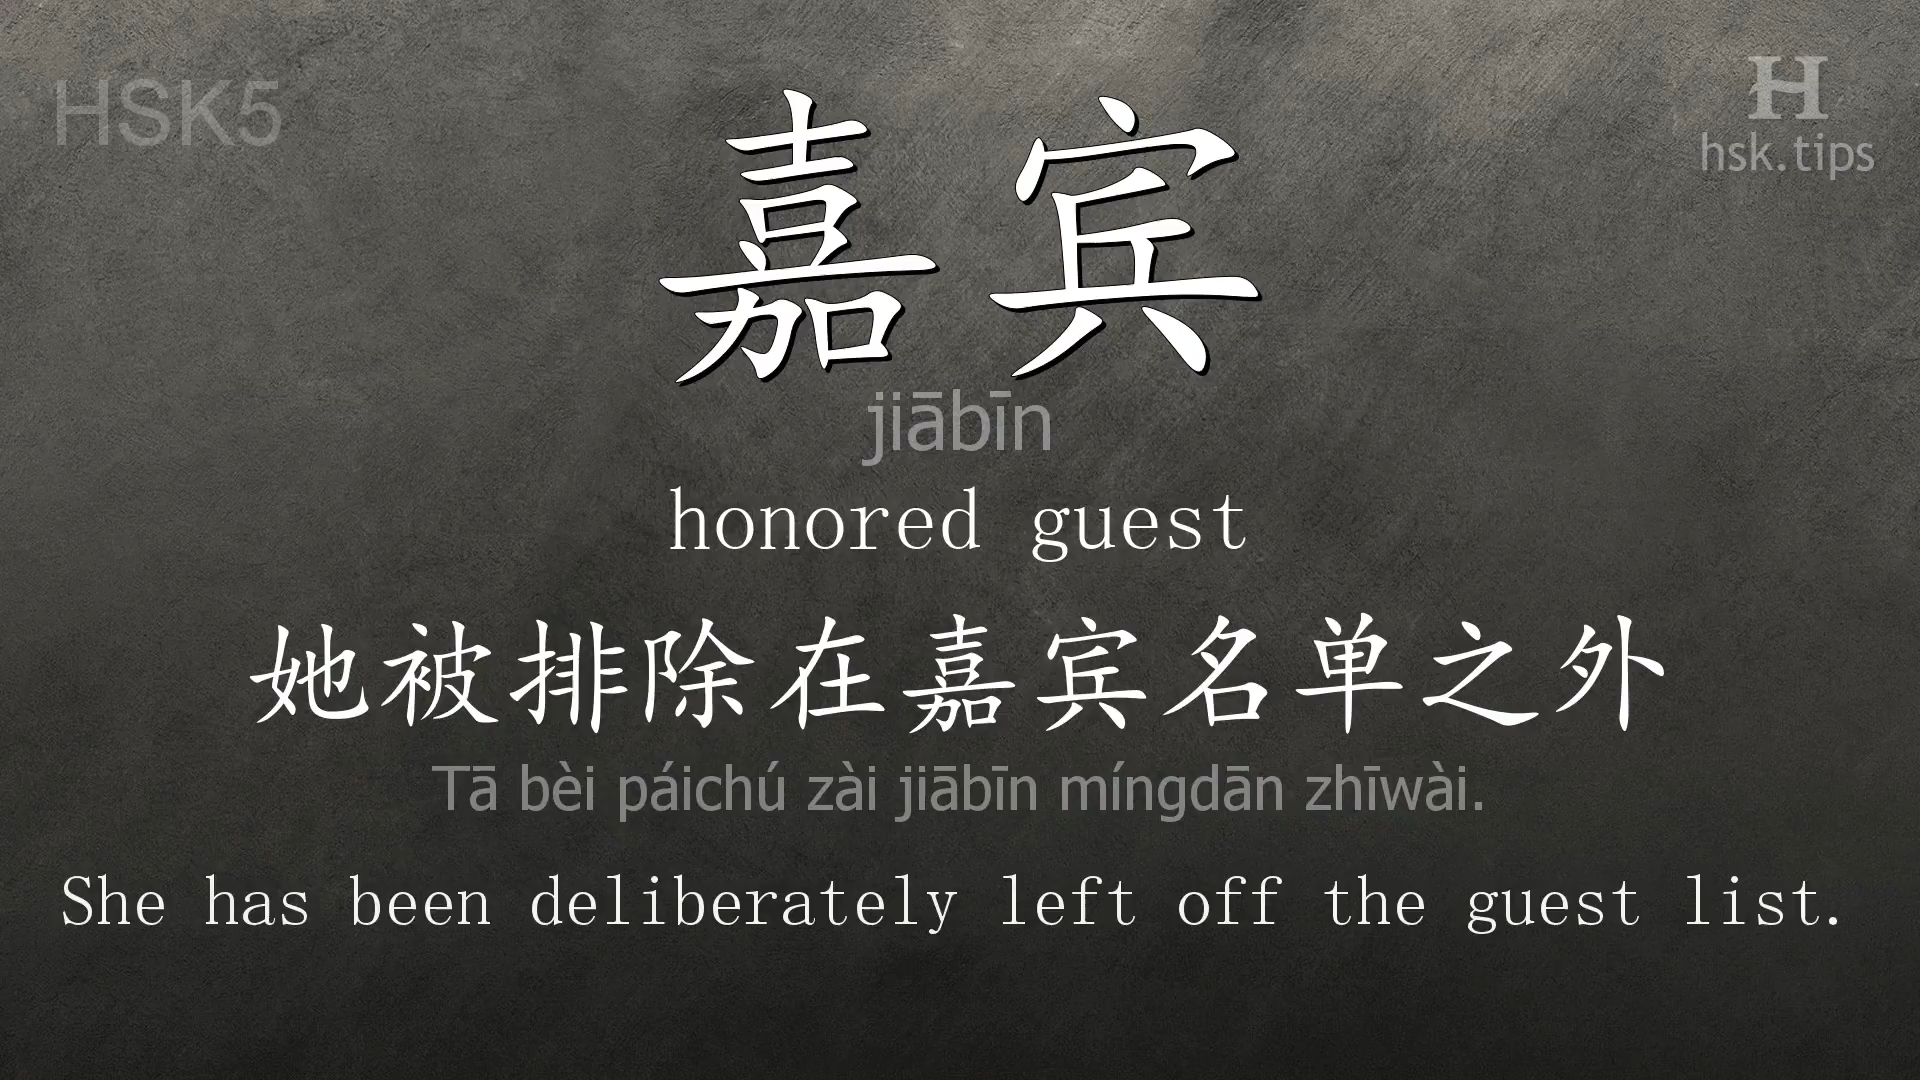 HSK5
H
hsk.tips
嘉宾
jiābīn
honored guest
她被排除在嘉宾名单之外
Tā bèi páichú zài jiābīn míngdān zhīwài.
She has been deliberately left off the guest list.